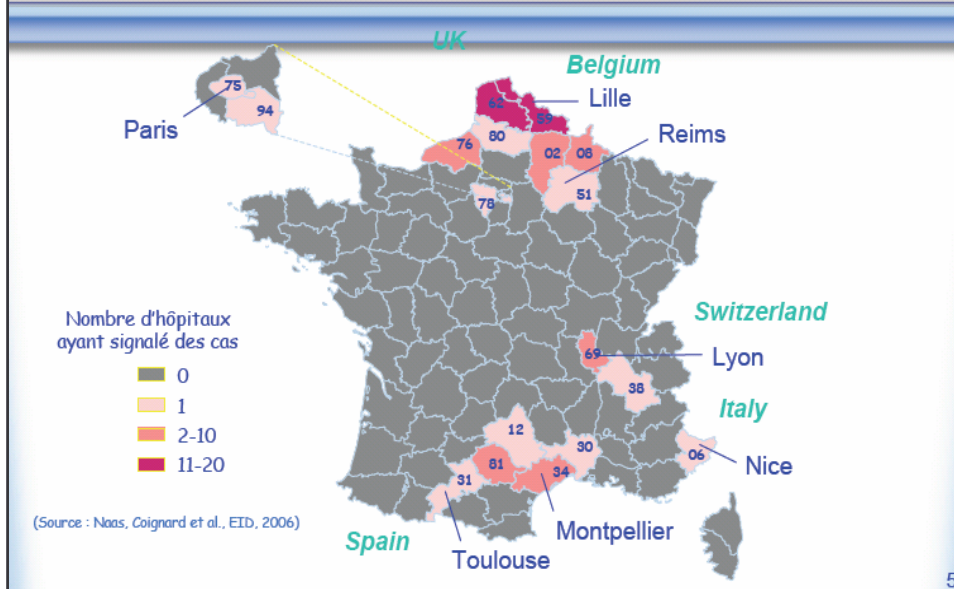 UK
Belgium
Lille
75
94
Paris
62
59
80
76
02
08
Reims
78
51
Switzerland
Nombre d'hôpitaux
ayant signalé des cas
0
1
2-10
11-20
69
Lyon
38
Italy
12
30
06
Nice
81
34
31
Montpellier
(Source : Naas, Coignard et al., EID, 2006)
Spain
Toulouse
5